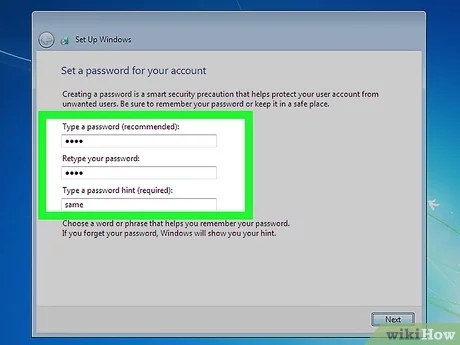 Set Up Windows
Set a password for your account
Creating a password is a smart security precaution that helps protect your user account from
unwanted users. Be sure to remember your password or keep it in a safe place.
Type a password (recommended):
••••
Retype your password:
••••
Type a password hint (required):
same
Choose a word or phrase that helps you remember your password.
If you forget your password, Windows will show you your hint.
Next
wikiHow